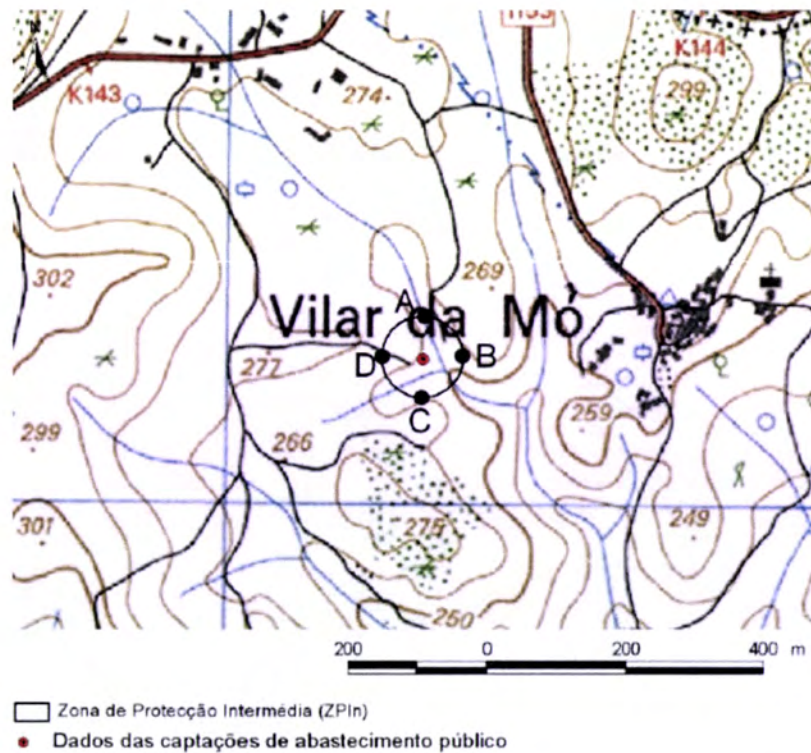 1155
K144
K143
274
299
302
269
Vilar da Mó
A
B
C
D
277
259
299
266
301
275
249
250
200 0 200 400 m
Zona de Protecção Intermédia (ZPIn)
Dados das captações de abastecimento público